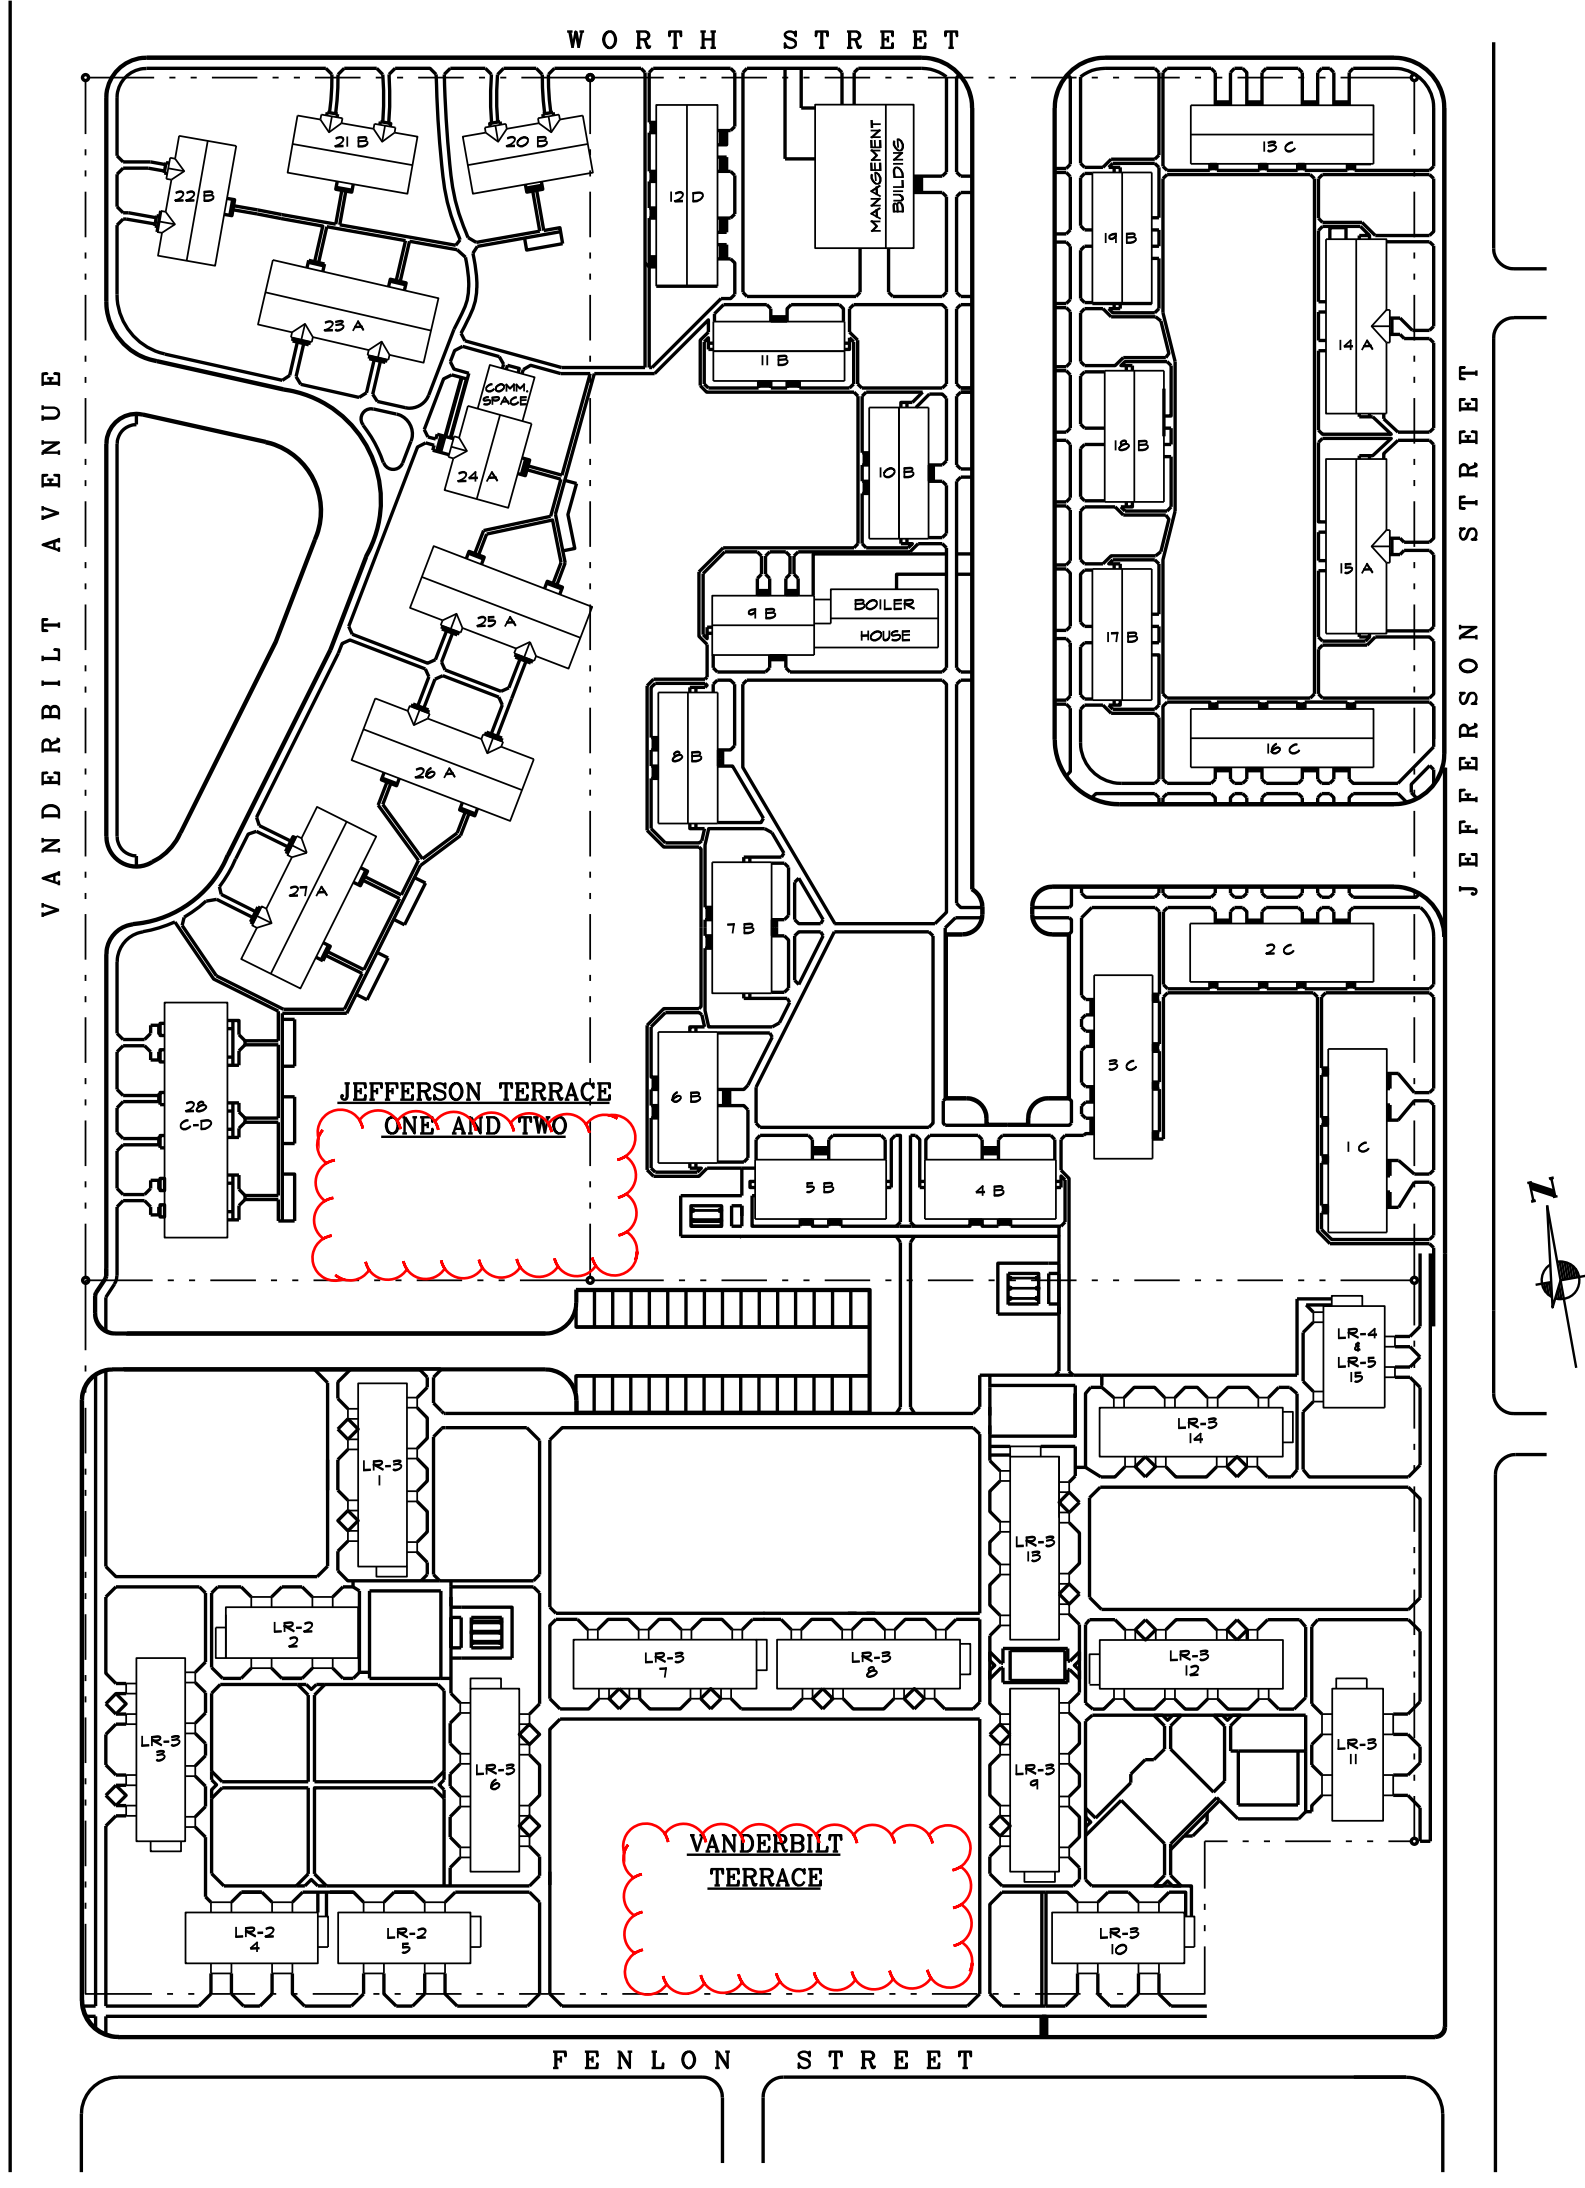 WORTH STREET
21 B
20 B
22 B
12 D
MANAGEMENT
BUILDING
13 C
19 B
23 A
14 A
11 B
COMM.
SPACE
VANDERBILT AVENUE
JEFFERSON STREET
24 A
10 B
18 B
15 A
25 A
9 B
BOILER
HOUSE
17 B
26 A
8 B
16 C
27 A
7 B
2 C
3 C
JEFFERSON TERRACE
ONE AND TWO
28
C-D
6 B
1 C
5 B
4 B
N
LR-4
&
LR-5
15
LR-3
14
LR-3
1
LR-3
13
LR-2
2
LR-3
7
LR-3
8
LR-3
12
LR-3
3
LR-3
6
LR-3
9
LR-3
11
VANDERBILT
TERRACE
LR-2
4
LR-2
5
LR-3
10
FENLON STREET